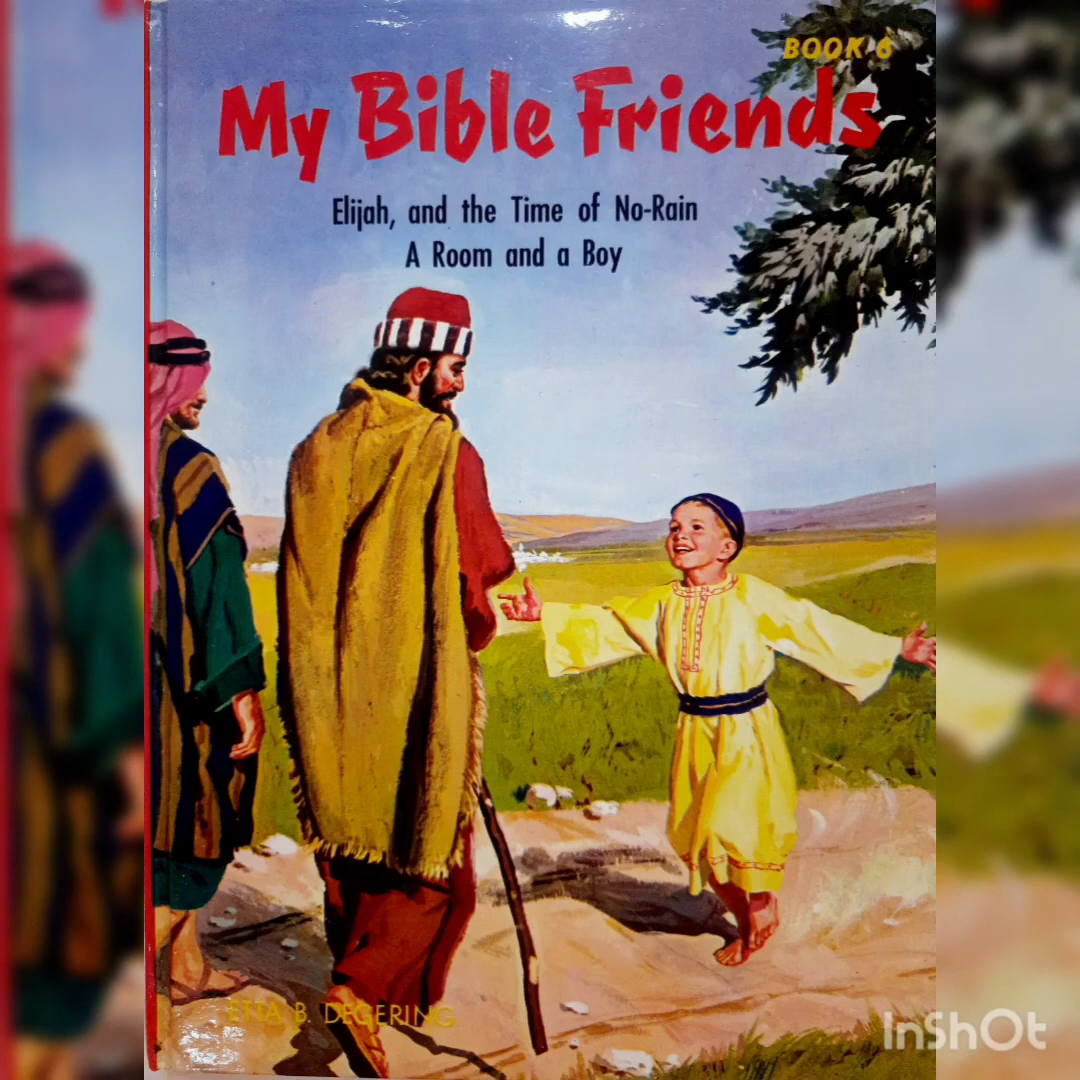 BOOK 6
My Bible Friends
Elijah, and the Time of No-Rain
A Room and a Boy
ETTA B. DEGERING
InShOt